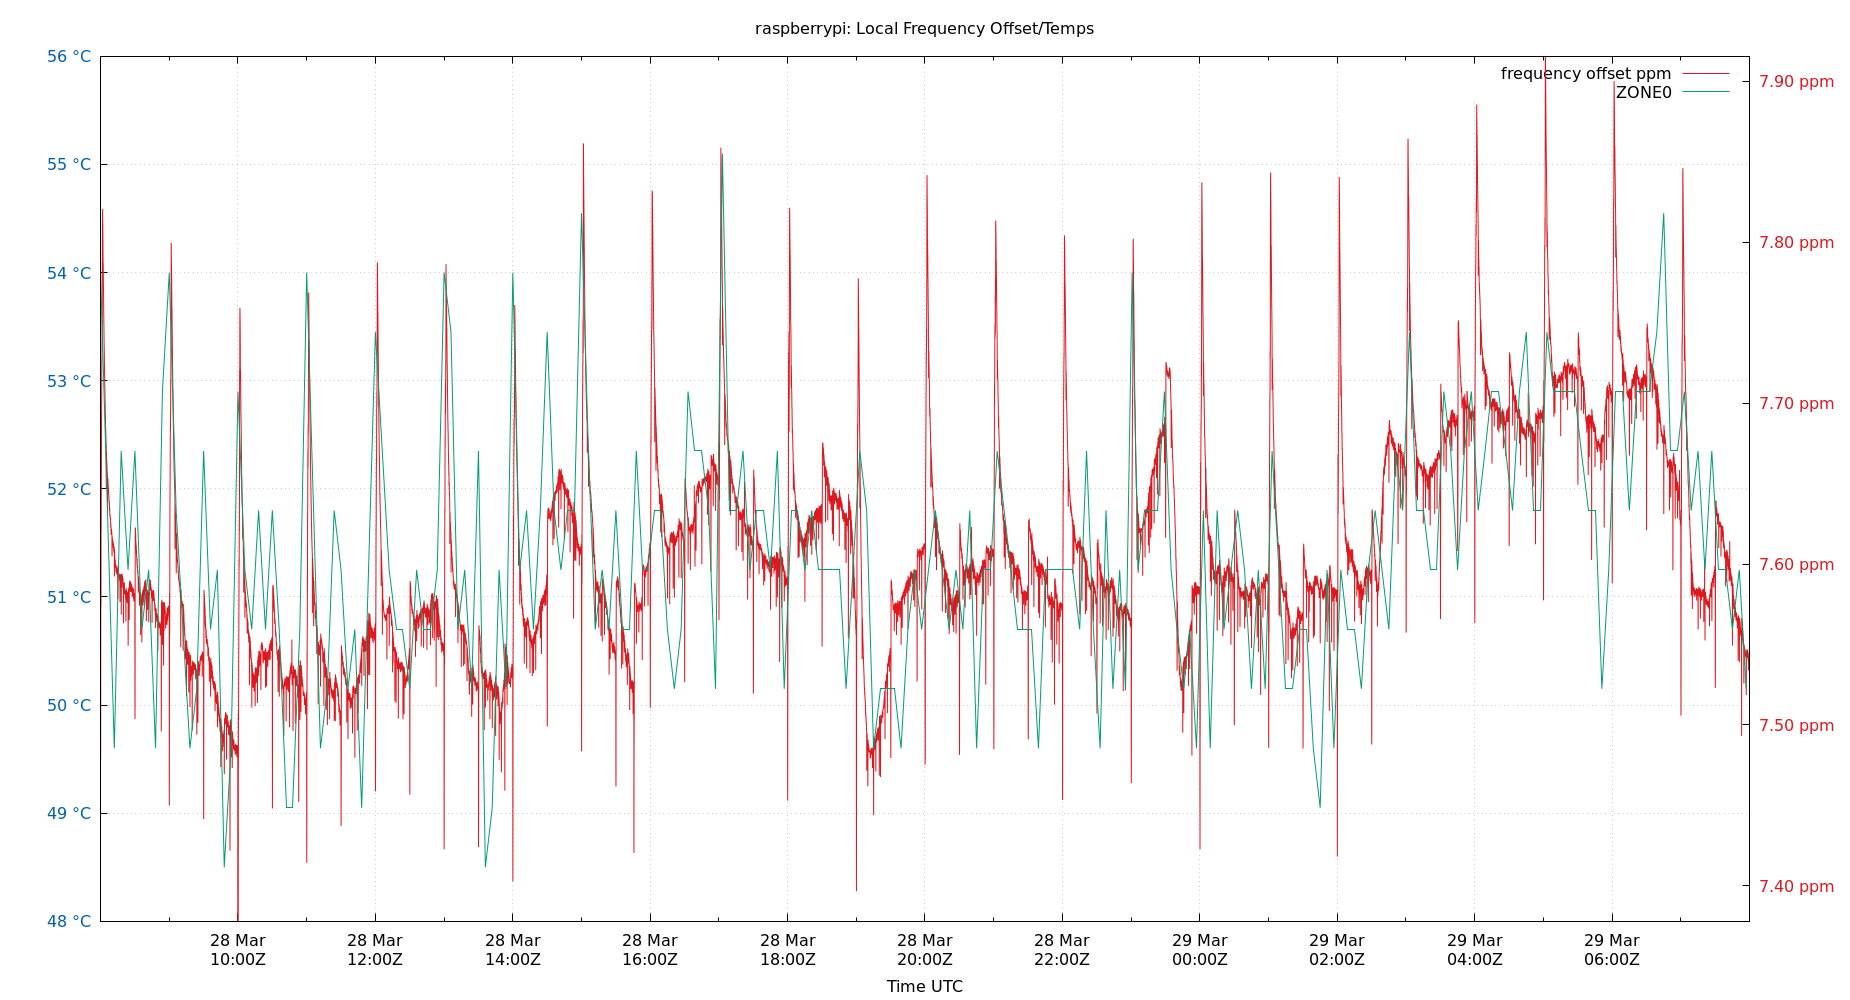 raspberrypi: Local Frequency Offset/Temps
frequency offset ppm
ZONE0
56 °C
55 °C
54 °C
53 °C
52 °C
51 °C
50 °C
49 °C
48 °C
7.90 ppm
7.80 ppm
7.70 ppm
7.60 ppm
7.50 ppm
7.40 ppm
28 Mar
10:00Z
28 Mar
12:00Z
28 Mar
14:00Z
28 Mar
16:00Z
28 Mar
18:00Z
28 Mar
20:00Z
28 Mar
22:00Z
29 Mar
00:00Z
29 Mar
02:00Z
29 Mar
04:00Z
29 Mar
06:00Z
Time UTC